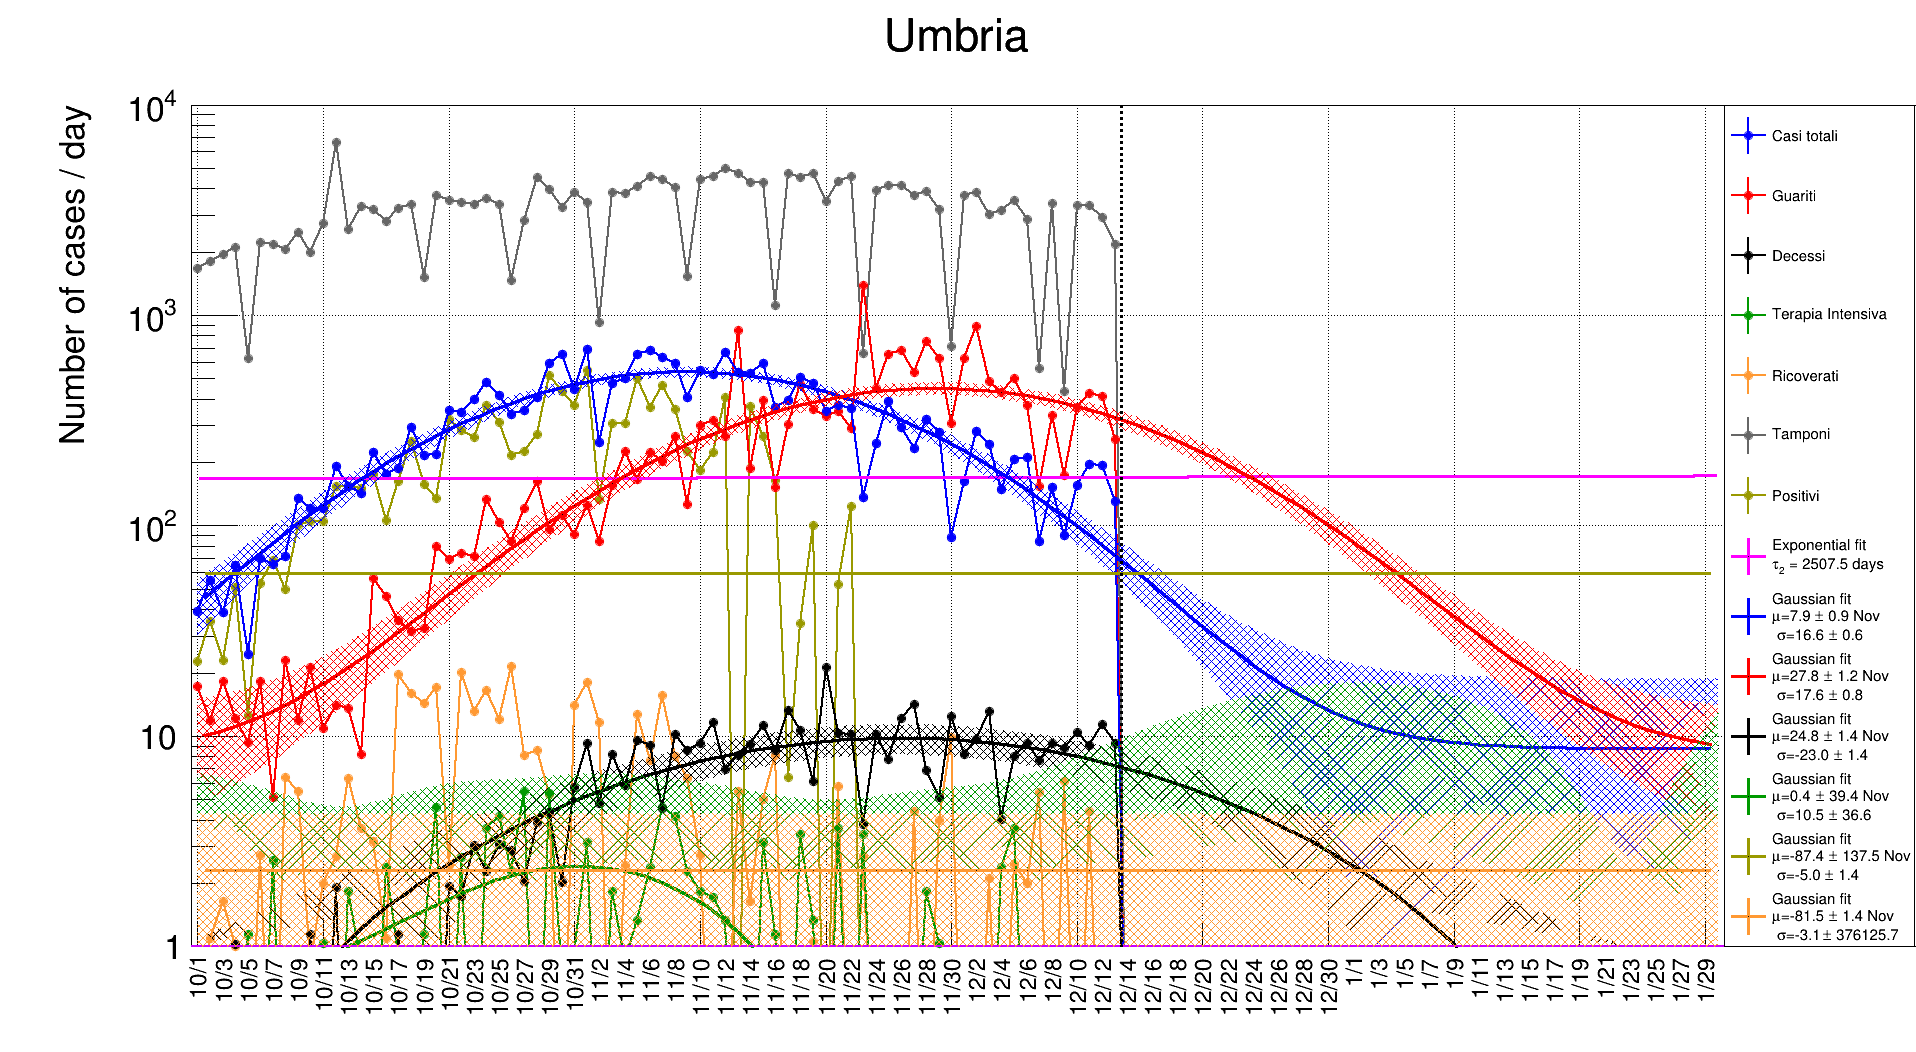 Umbria
Number of cases / day
10⁴
10³
10²
10
1
10/1 10/3 10/5 10/7 10/9 10/11 10/13 10/15 10/17 10/19 10/21 10/23 10/25 10/27 10/29 10/31 11/2 11/4 11/6 11/8 11/10 11/12 11/14 11/16 11/18 11/20 11/22 11/24 11/26 11/28 11/30 12/2 12/4 12/6 12/8 12/10 12/12 12/14 12/16 12/18 12/20 12/22 12/24 12/26 12/28 12/30 1/1 1/3 1/5 1/7 1/9 1/11 1/13 1/15 1/17 1/19 1/21 1/23 1/25 1/27 1/29
Casi totali
Guariti
Decessi
Terapia Intensiva
Ricoverati
Tamponi
Positivi
Exponential fit
τ₂ = 2507.5 days
Gaussian fit
μ=7.9 ± 0.9 Nov
σ=16.6 ± 0.6
Gaussian fit
μ=27.8 ± 1.2 Nov
σ=17.6 ± 0.8
Gaussian fit
μ=24.8 ± 1.4 Nov
σ=-23.0 ± 1.4
Gaussian fit
μ=0.4 ± 39.4 Nov
σ=10.5 ± 36.6
Gaussian fit
μ=-87.4 ± 137.5 Nov
σ=-5.0 ± 1.4
Gaussian fit
μ=-81.5 ± 1.4 Nov
σ=-3.1 ± 376125.7